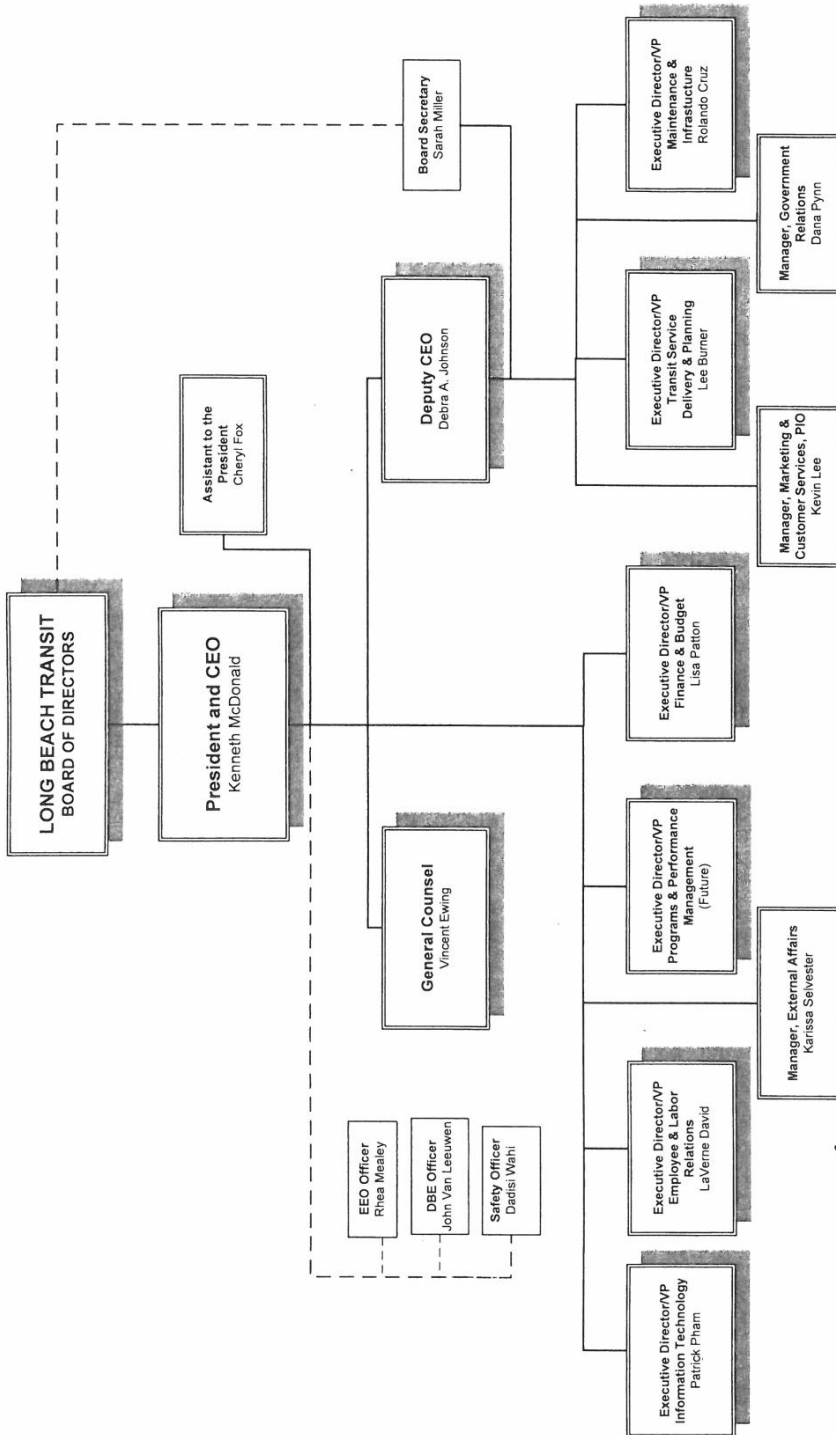 LONG BEACH TRANSIT
BOARD OF DIRECTORS
President and CEO
Kenneth McDonald
Assistant to the
President
Cheryl Fox
Board Secretary
Sarah Miller
EEO Officer
Rhea Mealey
DBE Officer
John Van Leeuwen
Safety Officer
Dadisi Wahi
General Counsel
Vincent Ewing
Deputy CEO
Debra A. Johnson
Executive Director/VP
Information Technology
Patrick Pham
Executive Director/VP
Employee & Labor
Relations
LaVerne David
Executive Director/VP
Programs & Performance
Management
(Future)
Executive Director/VP
Finance & Budget
Lisa Patton
Executive Director/VP
Transit Service
Delivery & Planning
Lee Burner
Executive Director/VP
Maintenance &
Infrastucture
Rolando Cruz
Manager, External Affairs
Karissa Selvester
Manager, Marketing &
Customer Services, PIO
Kevin Lee
Manager, Government
Relations
Dana Pynn